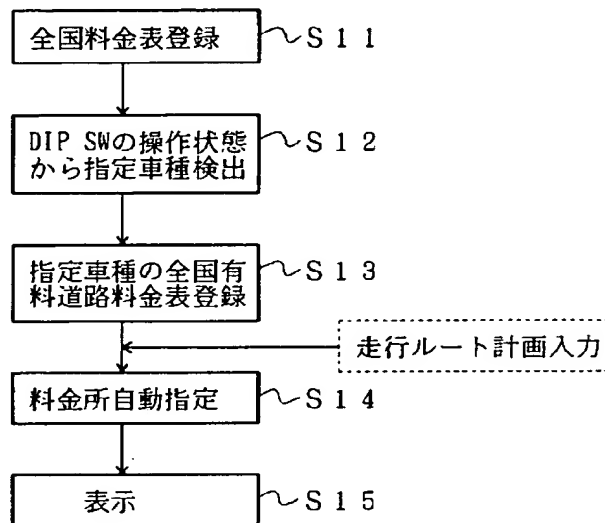 全国料金表登録 S11
DIP SWの操作状態 S12
から指定車種検出
指定車種の全国有 S13
料道路料金表登録
走行ルート計画入力
料金所自動指定 S14
表示 S15